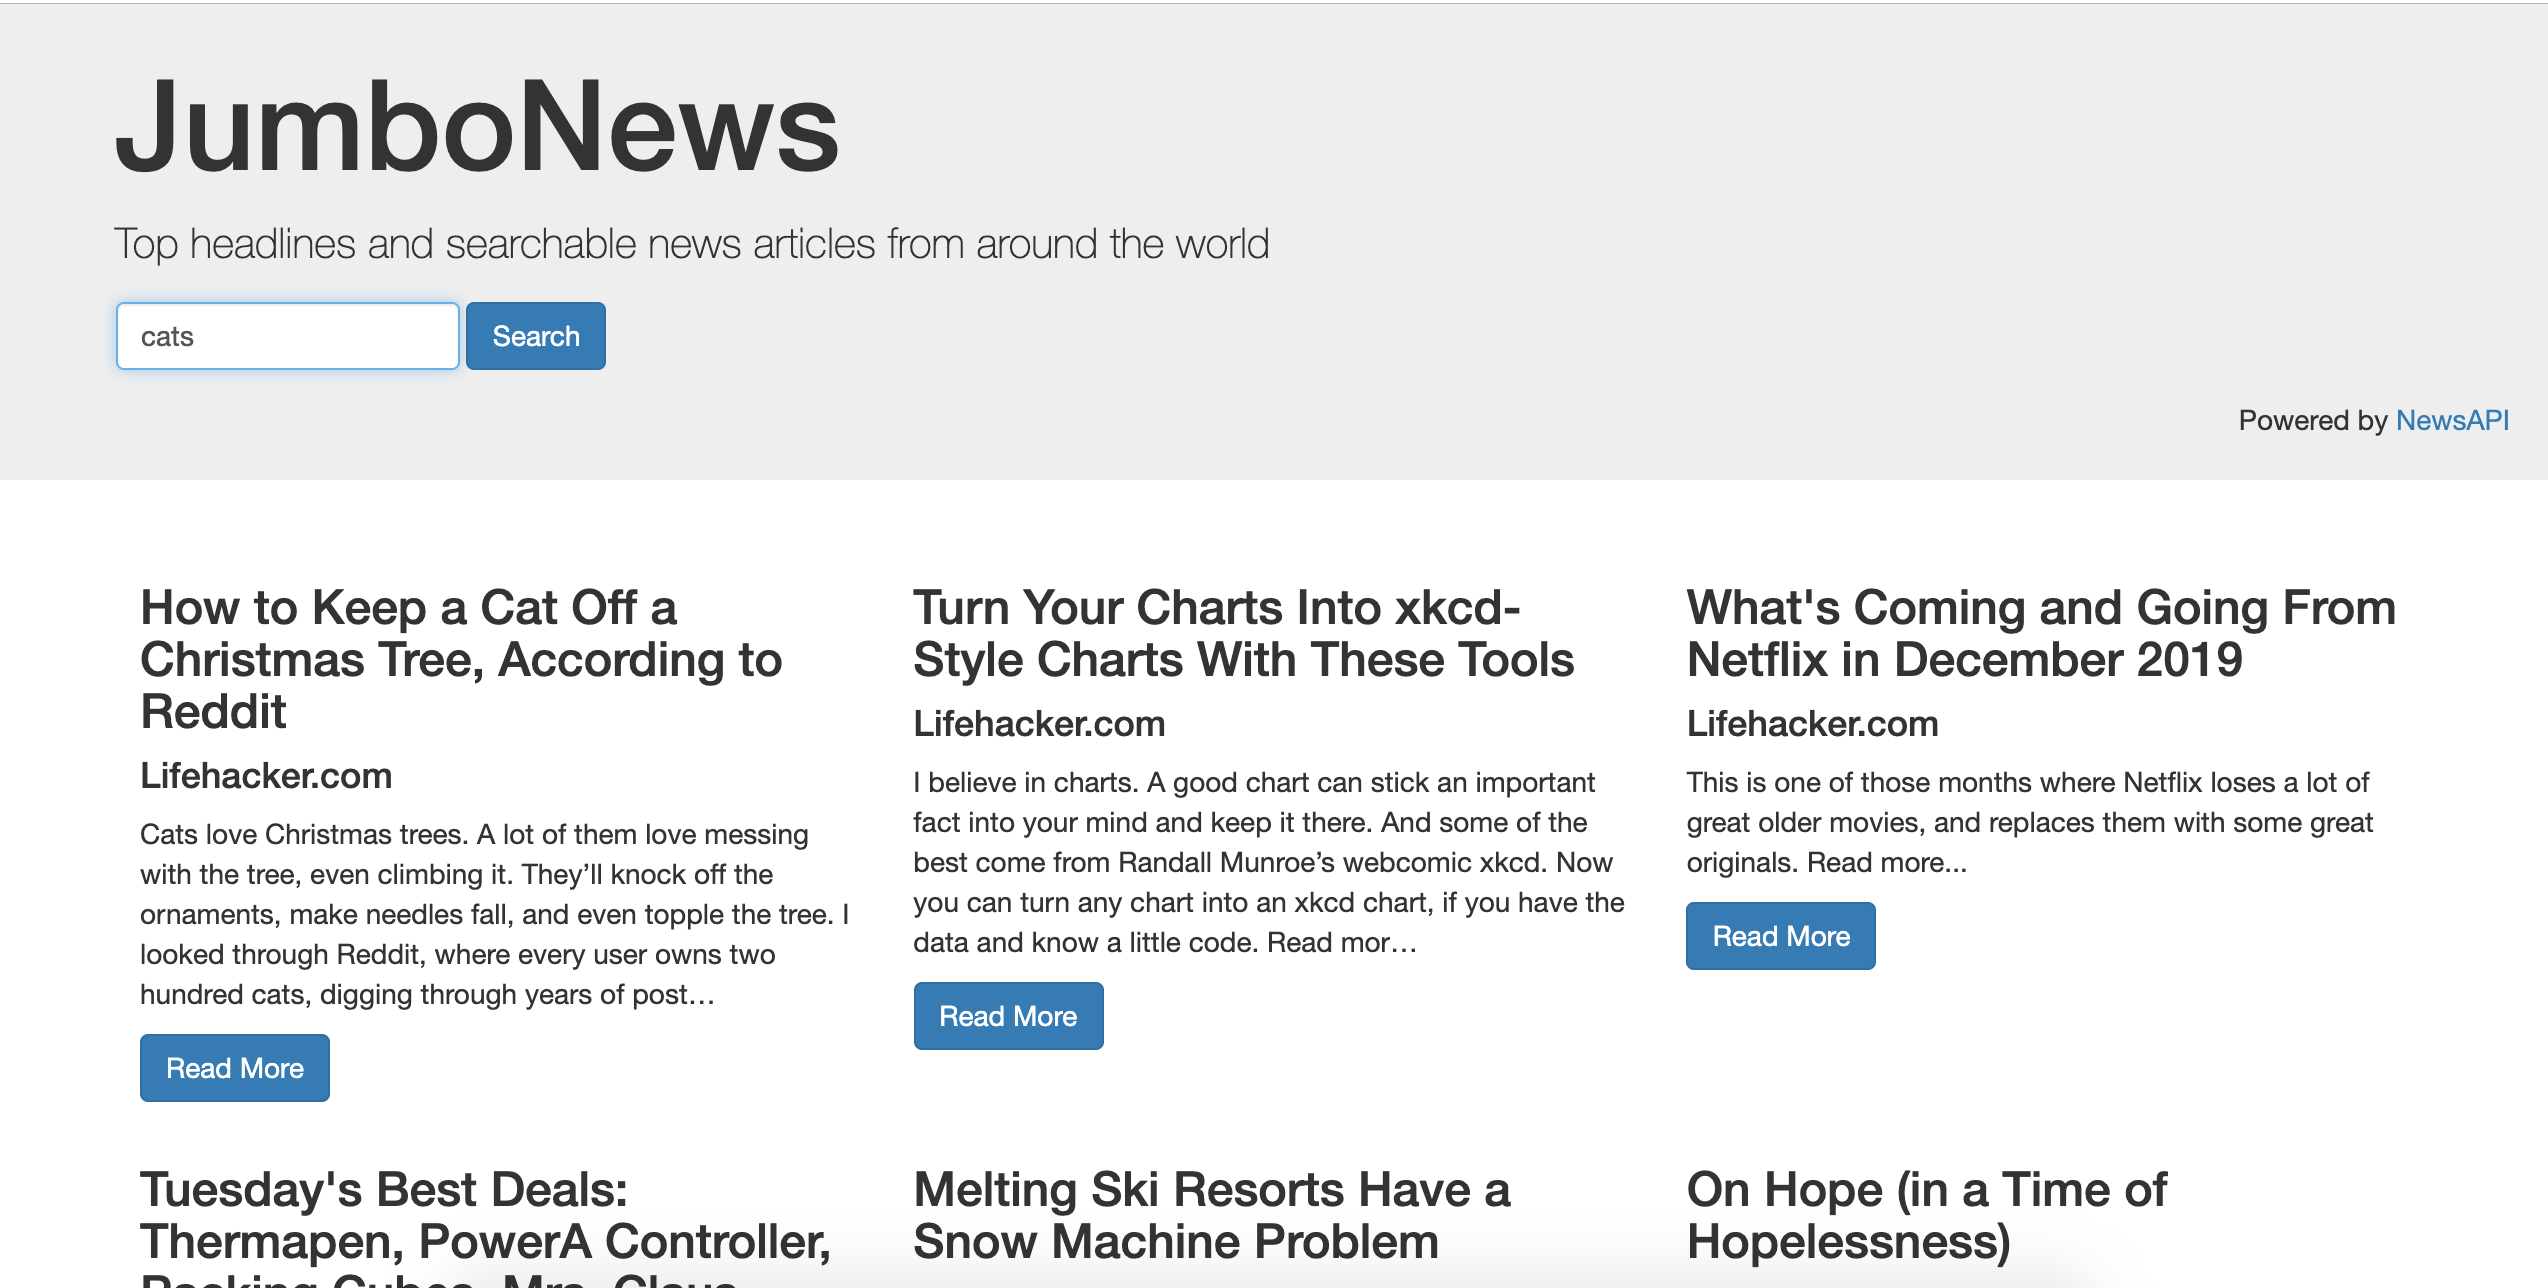 JumboNews
Top headlines and searchable news articles from around the world
cats
Search
Powered by NewsAPI
How to Keep a Cat Off a
Christmas Tree, According to
Reddit
Lifehacker.com
Cats love Christmas trees. A lot of them love messing
with the tree, even climbing it. They’ll knock off the
ornaments, make needles fall, and even topple the tree. I
looked through Reddit, where every user owns two
hundred cats, digging through years of post…
Read More
Turn Your Charts Into xkcd-
Style Charts With These Tools
Lifehacker.com
I believe in charts. A good chart can stick an important
fact into your mind and keep it there. And some of the
best come from Randall Munroe’s webcomic xkcd. Now
you can turn any chart into an xkcd chart, if you have the
data and know a little code. Read mor…
Read More
What's Coming and Going From
Netflix in December 2019
Lifehacker.com
This is one of those months where Netflix loses a lot of
great older movies, and replaces them with some great
originals. Read more...
Read More
Tuesday's Best Deals:
Thermapen, PowerA Controller,
Packing Cubes, Mrs. Claus
Melting Ski Resorts Have a
Snow Machine Problem
On Hope (in a Time of
Hopelessness)